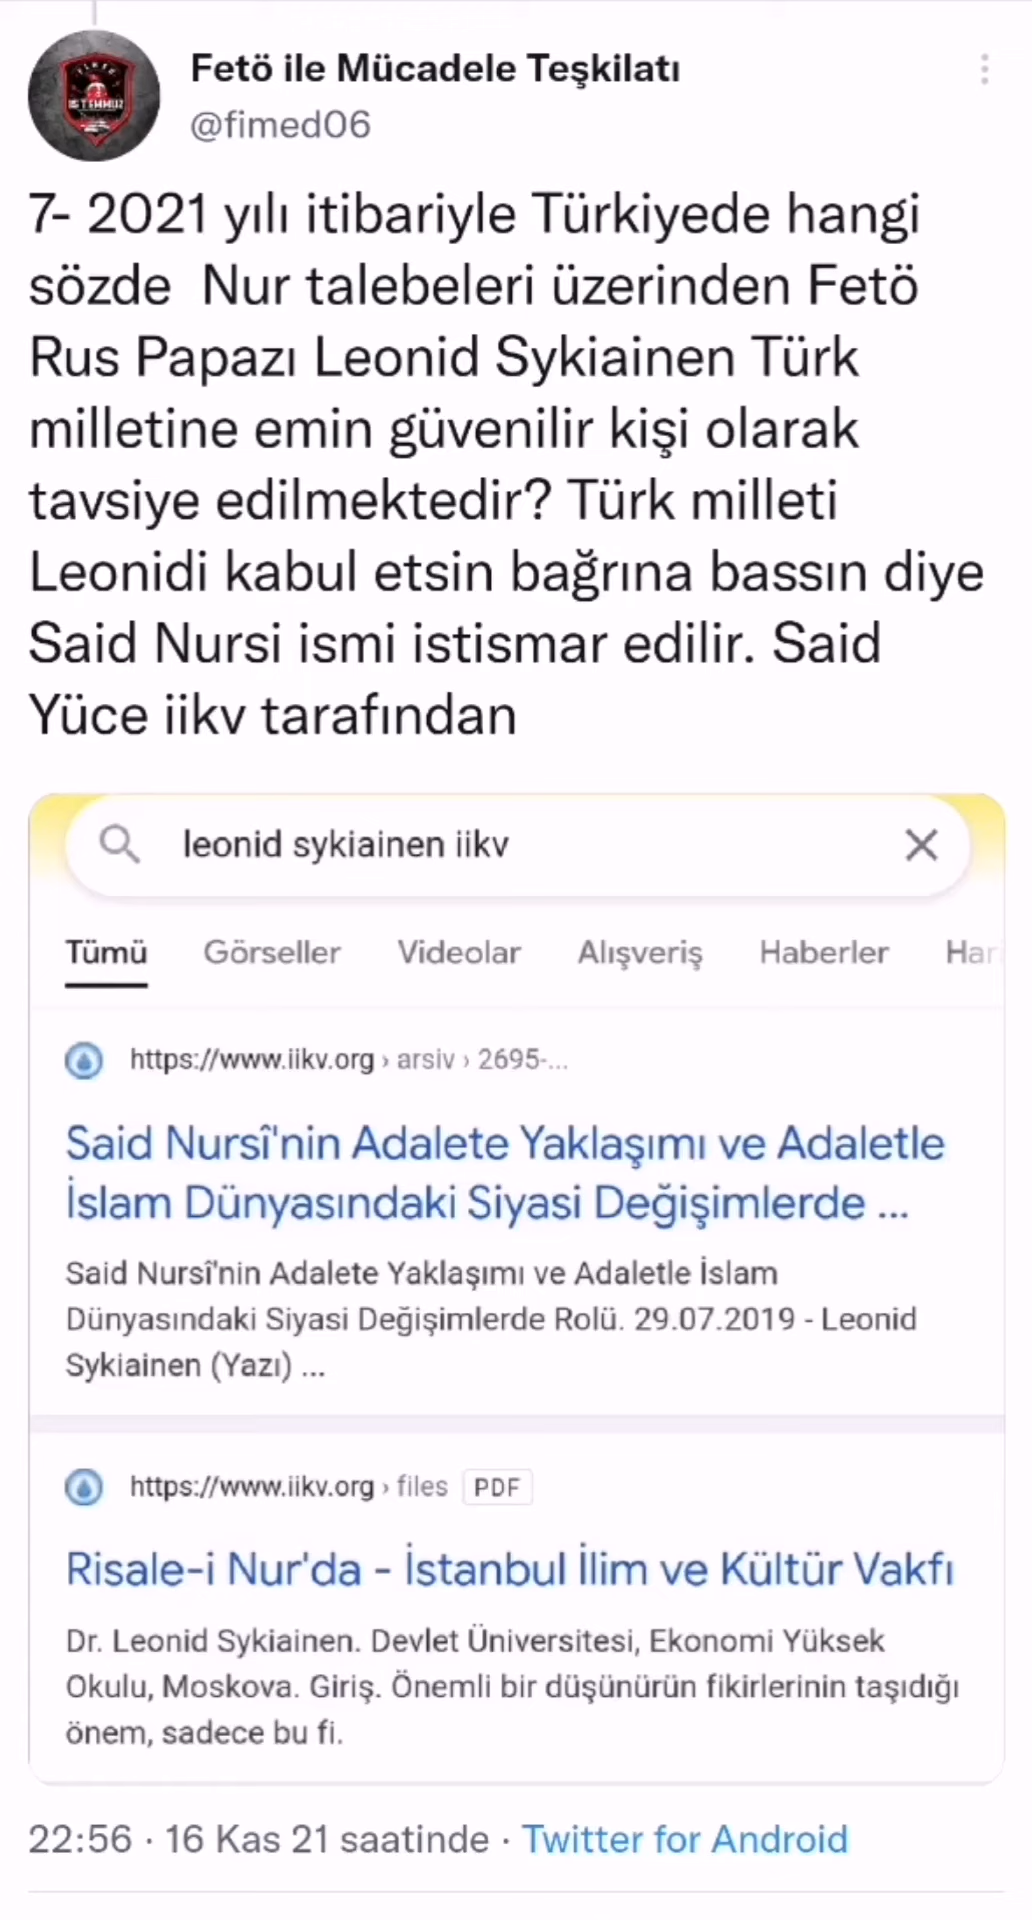 Fetö ile Mücadele Teşkilatı
@fimed06
7- 2021 yılı itibariyle Türkiyede hangi
sözde Nur talebeleri üzerinden Fetö
Rus Papazı Leonid Sykiainen Türk
milletine emin güvenilir kişi olarak
tavsiye edilmektedir? Türk milleti
Leonidi kabul etsin bağrına bassın diye
Said Nursi ismi istismar edilir. Said
Yüce iikv tarafından
leonid sykiainen iikv
Tümü Görseller Videolar Alışveriş Haberler Hari
https://www.iikv.org › arsiv › 2695-...
Said Nursî'nin Adalete Yaklaşımı ve Adaletle
İslam Dünyasındaki Siyasi Değişimlerde ...
Said Nursî'nin Adalete Yaklaşımı ve Adaletle İslam
Dünyasındaki Siyasi Değişimlerde Rolü. 29.07.2019 - Leonid
Sykiainen (Yazı) ...
https://www.iikv.org › files PDF
Risale-i Nur'da - İstanbul İlim ve Kültür Vakfı
Dr. Leonid Sykiainen. Devlet Üniversitesi, Ekonomi Yüksek
Okulu, Moskova. Giriş. Önemli bir düşünürün fikirlerinin taşıdığı
önem, sadece bu fi.
22:56 · 16 Kas 21 saatinde · Twitter for Android